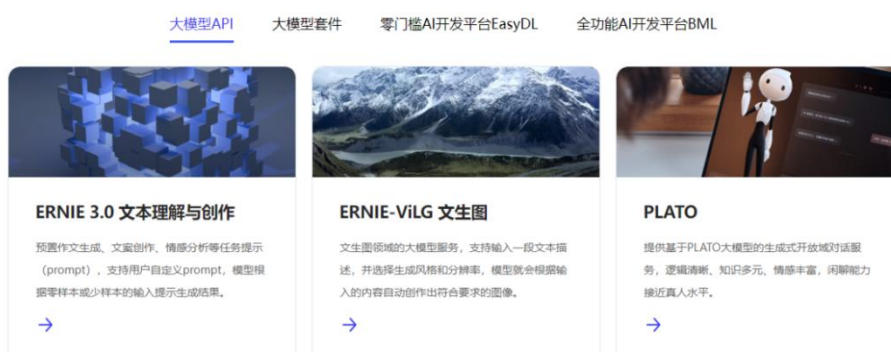 大模型API
大模型套件
零门槛AI开发平台EasyDL
全功能AI开发平台BML
ERNIE 3.0 文本理解与创作
预置作文生成、文案创作、情感分析等任务提示
（prompt），支持用户自定义prompt，模型根
据零样本或少样本的输入提示生成结果。
ERNIE-ViLG 文生图
文生图领域的大模型服务，支持输入一段文本描
述，并选择生成风格和分辨率，模型就会根据输
入的内容自动创作出符合要求的图像。
PLATO
提供基于PLATO大模型的生成式开放域对话服
务，逻辑清晰、知识多元、情感丰富，闲聊能力
接近真人水平。